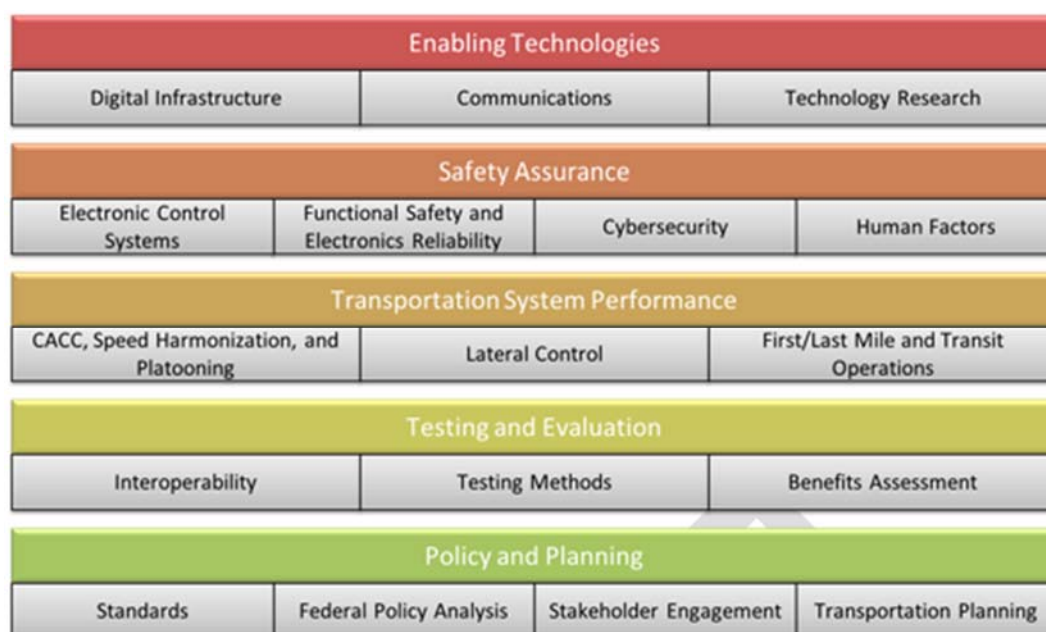 Enabling Technologies
Digital Infrastructure
Communications
Technology Research
Safety Assurance
Electronic Control
Systems
Functional Safety and
Electronics Reliability
Cybersecurity
Human Factors
Transportation System Performance
CACC, Speed Harmonization, and
Platooning
Lateral Control
First/Last Mile and Transit
Operations
Testing and Evaluation
Interoperability
Testing Methods
Benefits Assessment
Policy and Planning
Standards
Federal Policy Analysis
Stakeholder Engagement
Transportation Planning